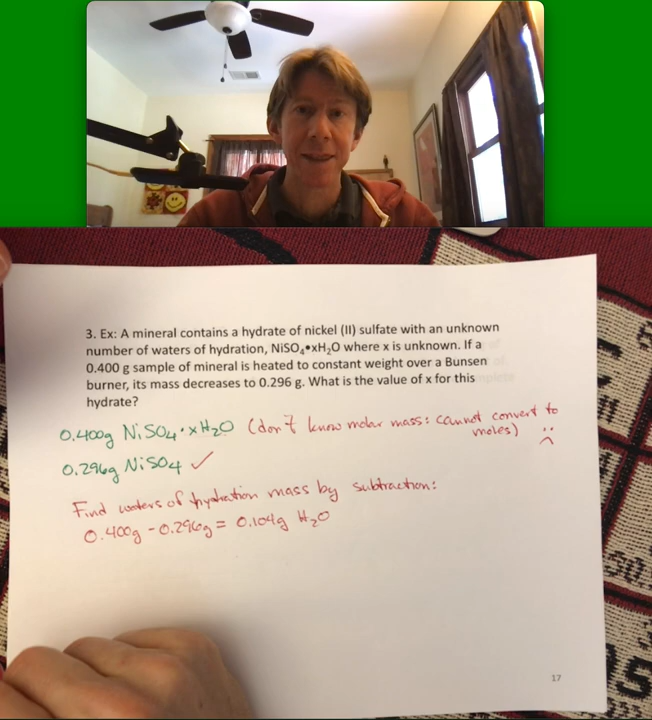 3. Ex: A mineral contains a hydrate of nickel (II) sulfate with an unknown
number of waters of hydration, NiSO₄•xH₂O where x is unknown. If a
0.400 g sample of mineral is heated to constant weight over a Bunsen
burner, its mass decreases to 0.296 g. What is the value of x for this
hydrate?
0.400g NiSO₄·xH₂O (don't know molar mass: cannot convert to
moles) :(
0.296g NiSO₄ ✓
Find waters of hydration mass by subtraction:
0.400g - 0.296g = 0.104g H₂O
17